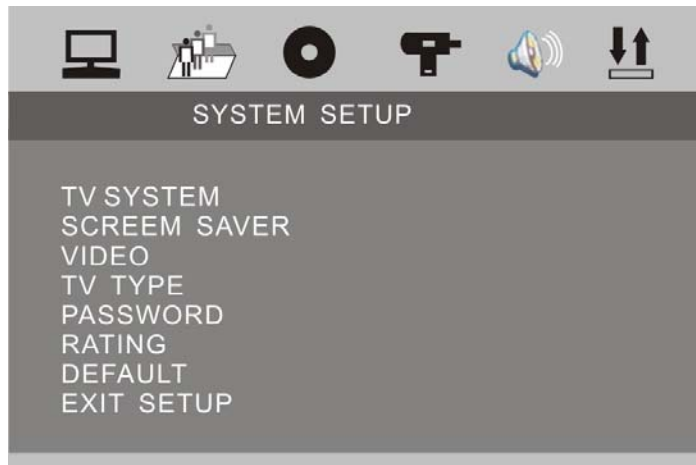 SYSTEM SETUP
TV SYSTEM
SCREEM SAVER
VIDEO
TV TYPE
PASSWORD
RATING
DEFAULT
EXIT SETUP